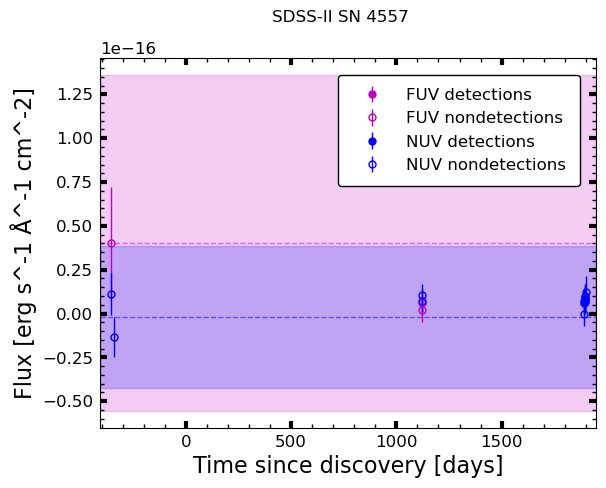 SDSS-II SN 4557
1e−16
FUV detections
FUV nondetections
NUV detections
NUV nondetections
1.25
1.00
0.75
0.50
0.25
0.00
−0.25
−0.50
Flux [erg s^-1 Å^-1 cm^-2]
0 500 1000 1500
Time since discovery [days]